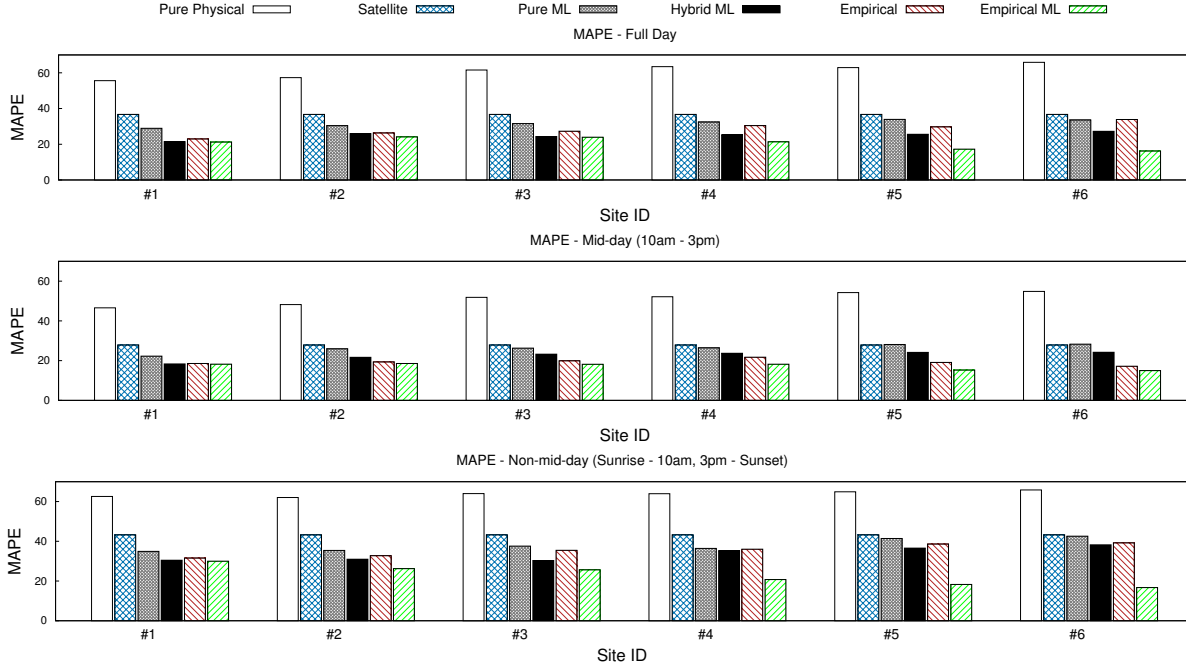 Pure Physical Satellite Pure ML Hybrid ML Empirical Empirical ML
MAPE - Full Day
MAPE
60
40
20
0
#1 #2 #3 #4 #5 #6
Site ID
MAPE - Mid-day (10am - 3pm)
MAPE
60
40
20
0
#1 #2 #3 #4 #5 #6
Site ID
MAPE - Non-mid-day (Sunrise - 10am, 3pm - Sunset)
MAPE
60
40
20
0
#1 #2 #3 #4 #5 #6
Site ID